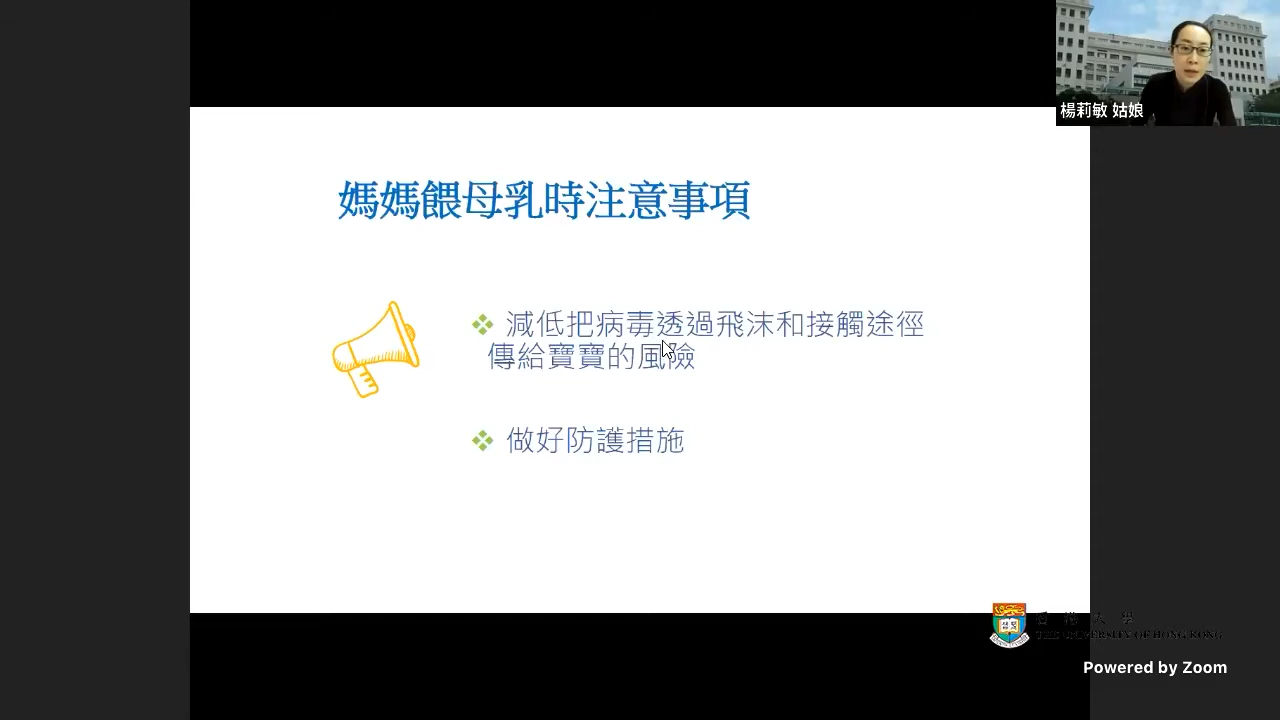 楊莉敏 姑娘
媽媽餵母乳時注意事項
減低把病毒透過飛沫和接觸途徑
傳給寶寶的風險
做好防護措施
香港大學
THE UNIVERSITY OF HONG KONG
Powered by Zoom